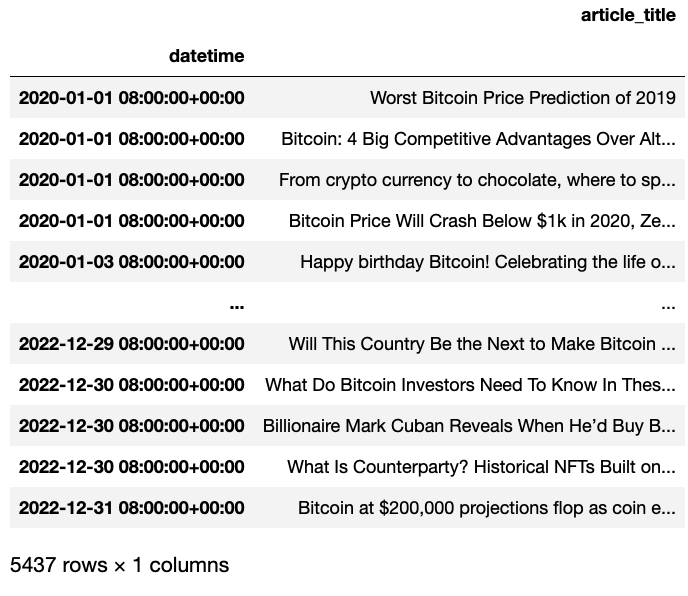 article_title
datetime
2020-01-01 08:00:00+00:00 Worst Bitcoin Price Prediction of 2019
2020-01-01 08:00:00+00:00 Bitcoin: 4 Big Competitive Advantages Over Alt...
2020-01-01 08:00:00+00:00 From crypto currency to chocolate, where to sp...
2020-01-01 08:00:00+00:00 Bitcoin Price Will Crash Below $1k in 2020, Ze...
2020-01-03 08:00:00+00:00 Happy birthday Bitcoin! Celebrating the life o...
... ...
2022-12-29 08:00:00+00:00 Will This Country Be the Next to Make Bitcoin ...
2022-12-30 08:00:00+00:00 What Do Bitcoin Investors Need To Know In Thes...
2022-12-30 08:00:00+00:00 Billionaire Mark Cuban Reveals When He’d Buy B...
2022-12-30 08:00:00+00:00 What Is Counterparty? Historical NFTs Built on...
2022-12-31 08:00:00+00:00 Bitcoin at $200,000 projections flop as coin e...
5437 rows × 1 columns